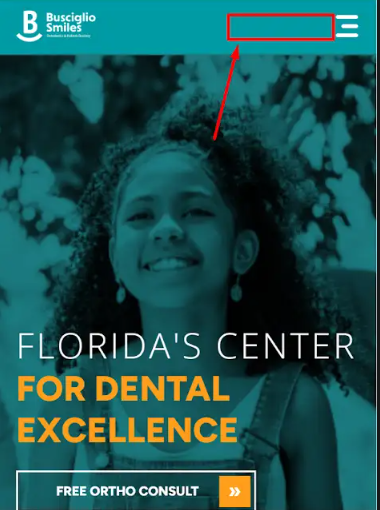 Busciglio
Smiles
FLORIDA'S CENTER
FOR DENTAL
EXCELLENCE
FREE ORTHO CONSULT »